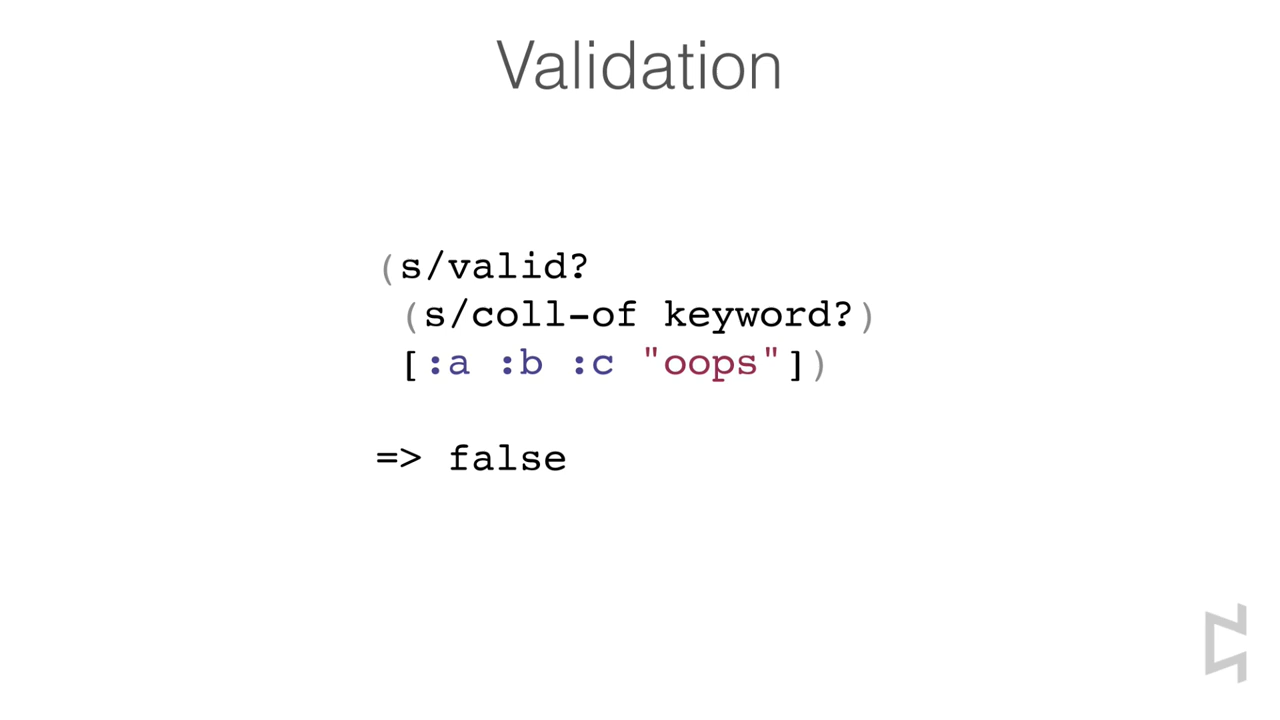 Validation
(s/valid?
(s/coll-of keyword?)
[:a :b :c "oops"])
=> false